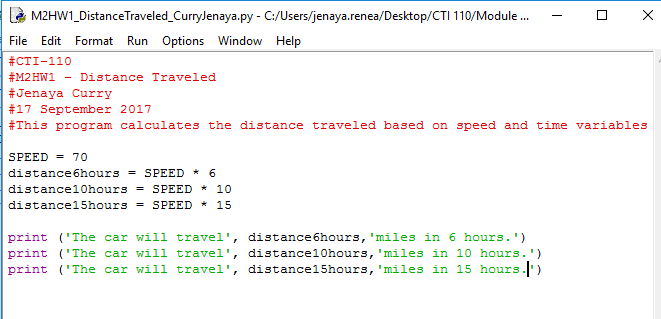 M2HW1_DistanceTraveled_CurryJenaya.py - C:/Users/jenaya.renea/Desktop/CTI 110/Module ...
File Edit Format Run Options Window Help
#CTI-110
#M2HW1 - Distance Traveled
#Jenaya Curry
#17 September 2017
#This program calculates the distance traveled based on speed and time variables
SPEED = 70
distance6hours = SPEED * 6
distance10hours = SPEED * 10
distance15hours = SPEED * 15
print ('The car will travel', distance6hours,'miles in 6 hours.')
print ('The car will travel', distance10hours,'miles in 10 hours.')
print ('The car will travel', distance15hours,'miles in 15 hours.')